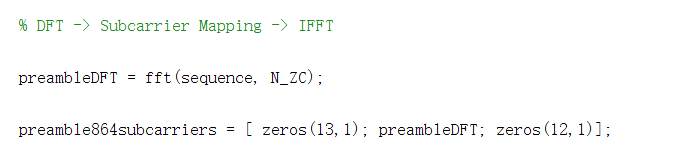 % DFT -> Subcarrier Mapping -> IFFT
preambleDFT = fft(sequence, N_ZC);
preamble864subcarriers = [ zeros(13,1); preambleDFT; zeros(12,1)];